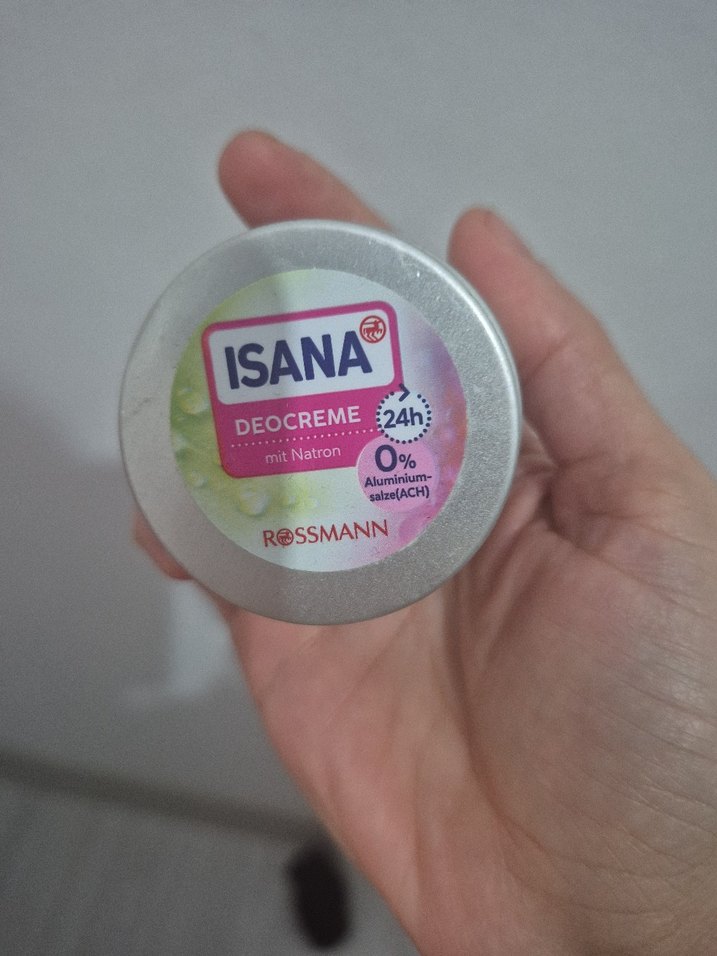 ISANA
DEOCREME
mit Natron
24h
0%
Aluminium-
salze(ACH)
ROSSMANN